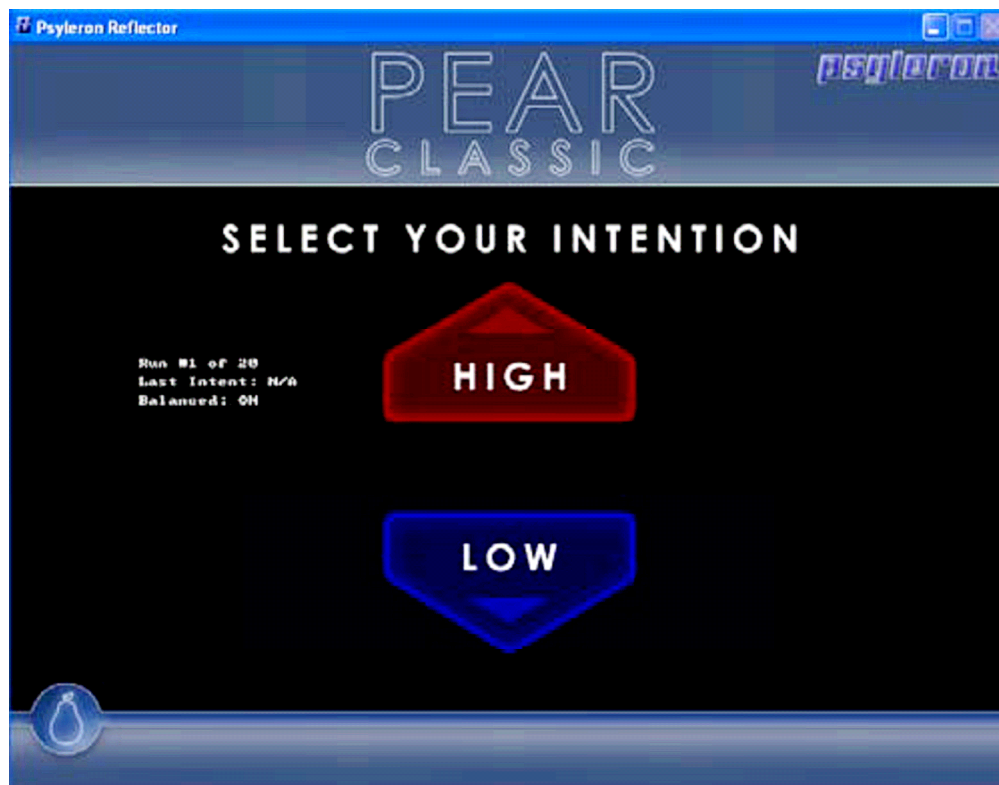 Psyleron Reflector
psyleron
PEAR
CLASSIC
SELECT YOUR INTENTION
HIGH
Run #1 of 20
Last Intent: N/A
Balanced: ON
LOW